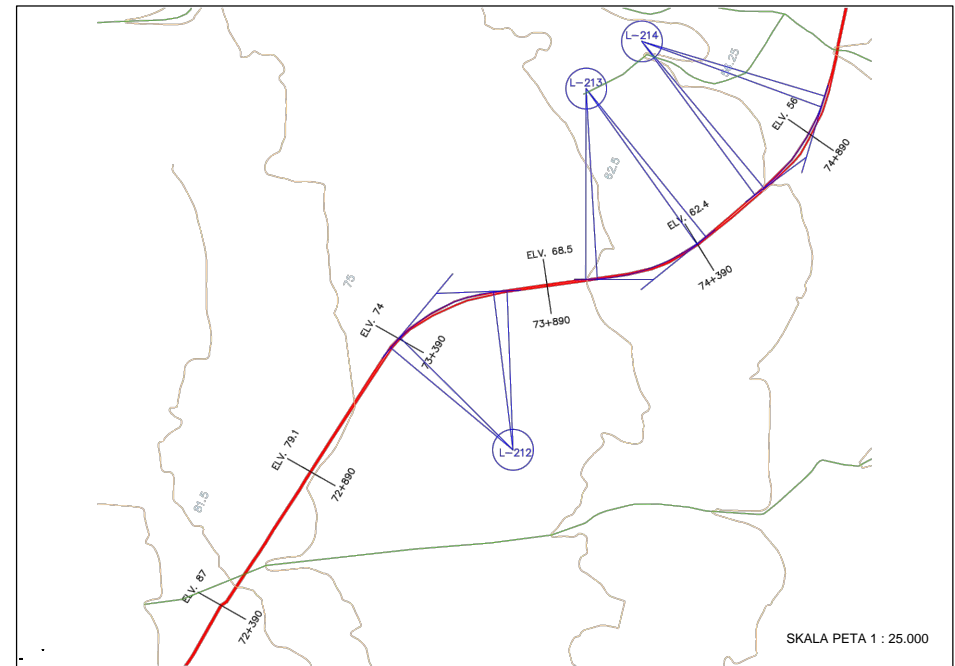 L-214
L-213
ELV. 56
74+890
62.5
ELV. 62.4
74+390
ELV. 68.5
73+890
75
ELV. 74
73+390
L-212
ELV. 79.1
72+890
81.5
ELV. 87
72+390
SKALA PETA 1 : 25.000